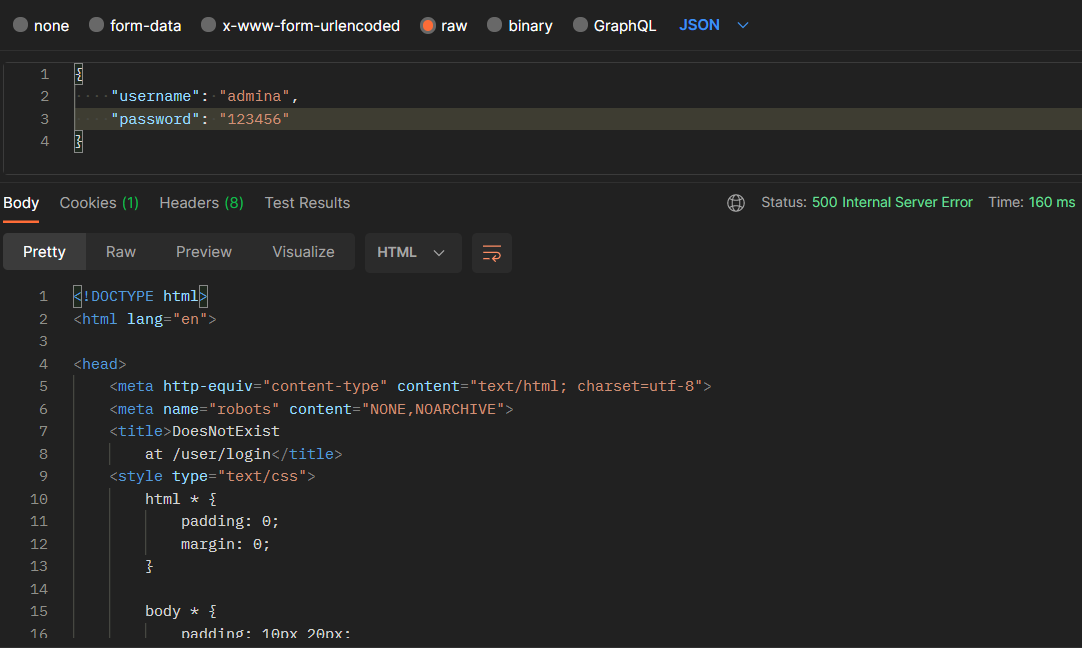 none form-data x-www-form-urlencoded raw binary GraphQL JSON
1 {
2 ····"username":·"admina",
3 ····"password":·"123456"
4 }
Body Cookies (1) Headers (8) Test Results Status: 500 Internal Server Error Time: 160 ms
Pretty Raw Preview Visualize HTML
1 <!DOCTYPE html>
2 <html lang="en">
3
4 <head>
5 <meta http-equiv="content-type" content="text/html; charset=utf-8">
6 <meta name="robots" content="NONE,NOARCHIVE">
7 <title>DoesNotExist
8 at /user/login</title>
9 <style type="text/css">
10 html * {
11 padding: 0;
12 margin: 0;
13 }
14
15 body * {
16 padding: 10px 20px;